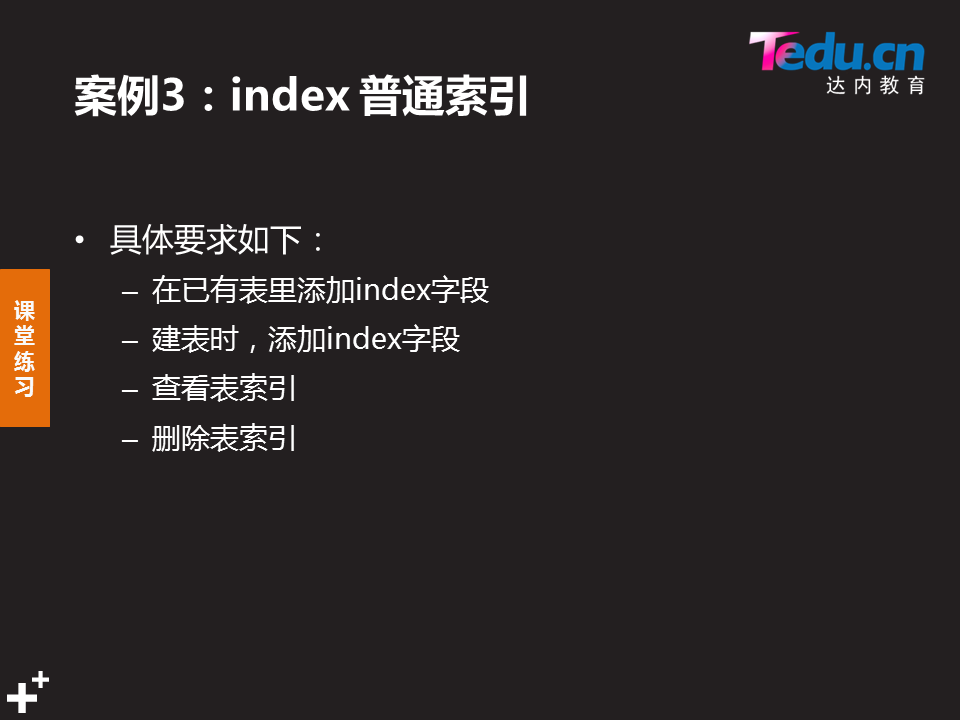 Tedu.cn
达内教育
案例3：index 普通索引
• 具体要求如下：
– 在已有表里添加index字段
– 建表时，添加index字段
– 查看表索引
– 删除表索引
课堂练习